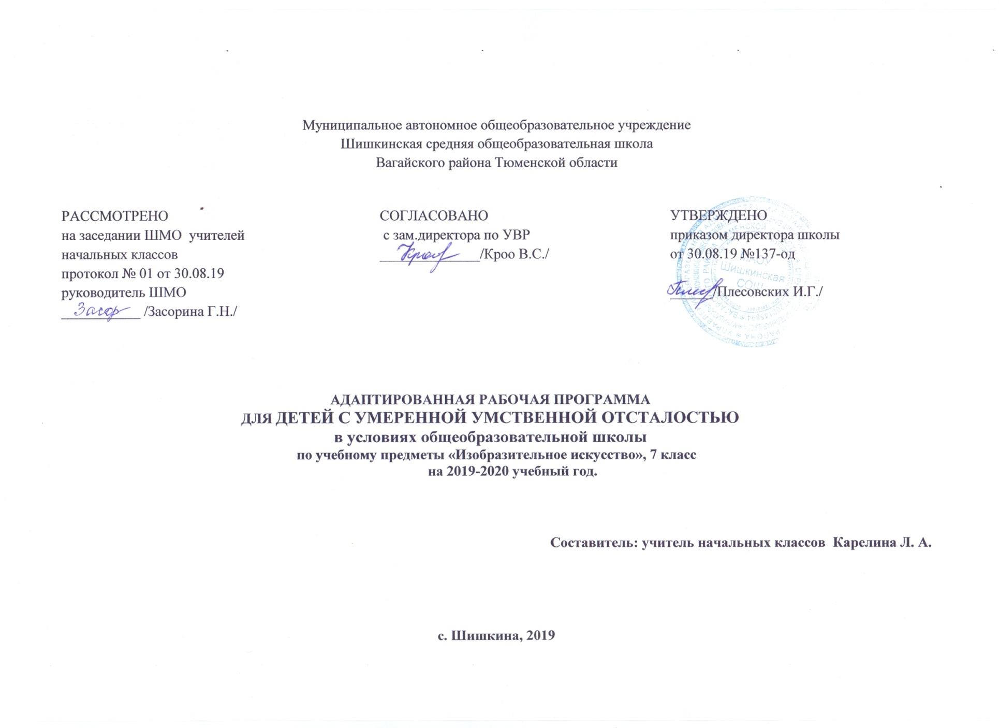 Муниципальное автономное общеобразовательное учреждение
Шишкинская средняя общеобразовательная школа
Вагайского района Тюменской области
РАССМОТРЕНО
на заседании ШМО учителей
начальных классов
протокол № 01 от 30.08.19
руководитель ШМО
Засор /Засорина Г.Н./
СОГЛАСОВАНО
с зам.директора по УВР
/Кроо В.С./
УТВЕРЖДЕНО
приказом директора школы
от 30.08.19 №137-од
/Плесовских И.Г./
МАОУ
Шишкинская
СОШ
АДАПТИРОВАННАЯ РАБОЧАЯ ПРОГРАММА
ДЛЯ ДЕТЕЙ С УМЕРЕННОЙ УМСТВЕННОЙ ОТСТАЛОСТЬЮ
в условиях общеобразовательной школы
по учебному предметы «Изобразительное искусство», 7 класс
на 2019-2020 учебный год.
Составитель: учитель начальных классов Карелина Л. А.
с. Шишкина, 2019